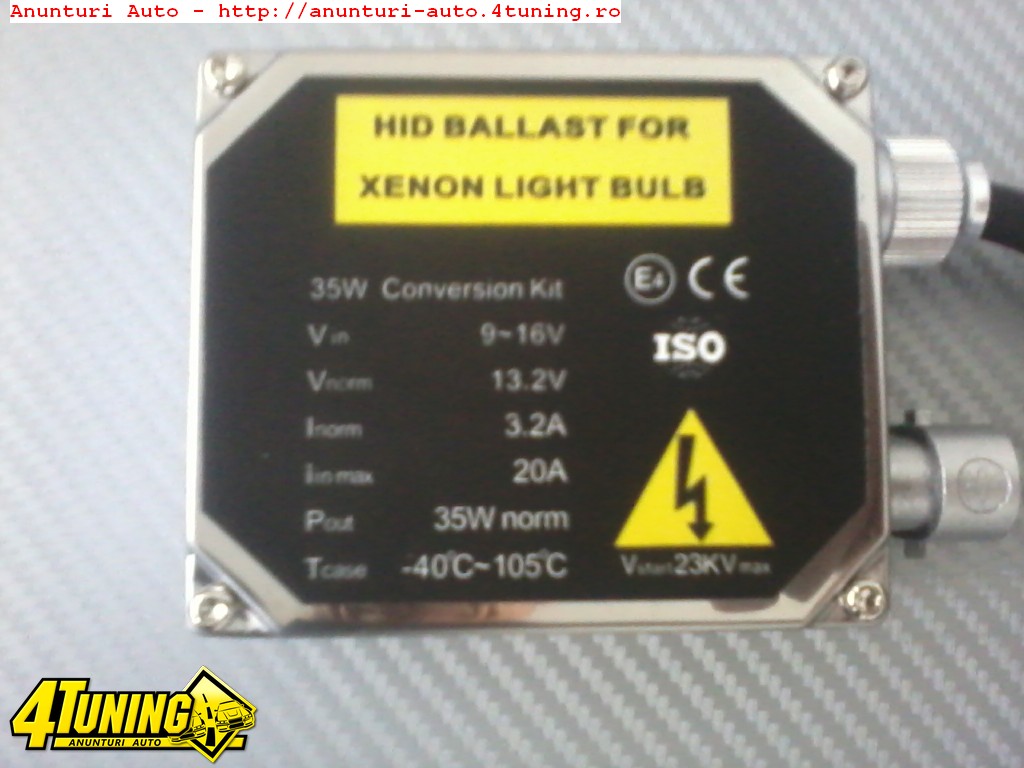 Anunturi Auto - http://anunturi-auto.4tuning.ro
HID BALLAST FOR
XENON LIGHT BULB
35W Conversion Kit
E4 CE
Vin 9~16V
ISO
Vnorm 13.2V
Inorm 3.2A
Iin max 20A
Pout 35W norm
Tcase -40°C~105°C
Vstart 23KV max
4TUNING
ANUNTURI AUTO